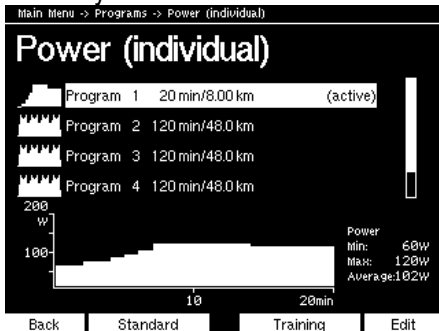 Main Menu -> Programs -> Power (individual)
Power (individual)
Program 1 20 min/8.00 km (active)
Program 2 120 min/48.0 km
Program 3 120 min/48.0 km
Program 4 120 min/48.0 km
200
W
100
10
20min
Power
Min: 60W
Max: 120W
Average:102W
Back Standard Training Edit